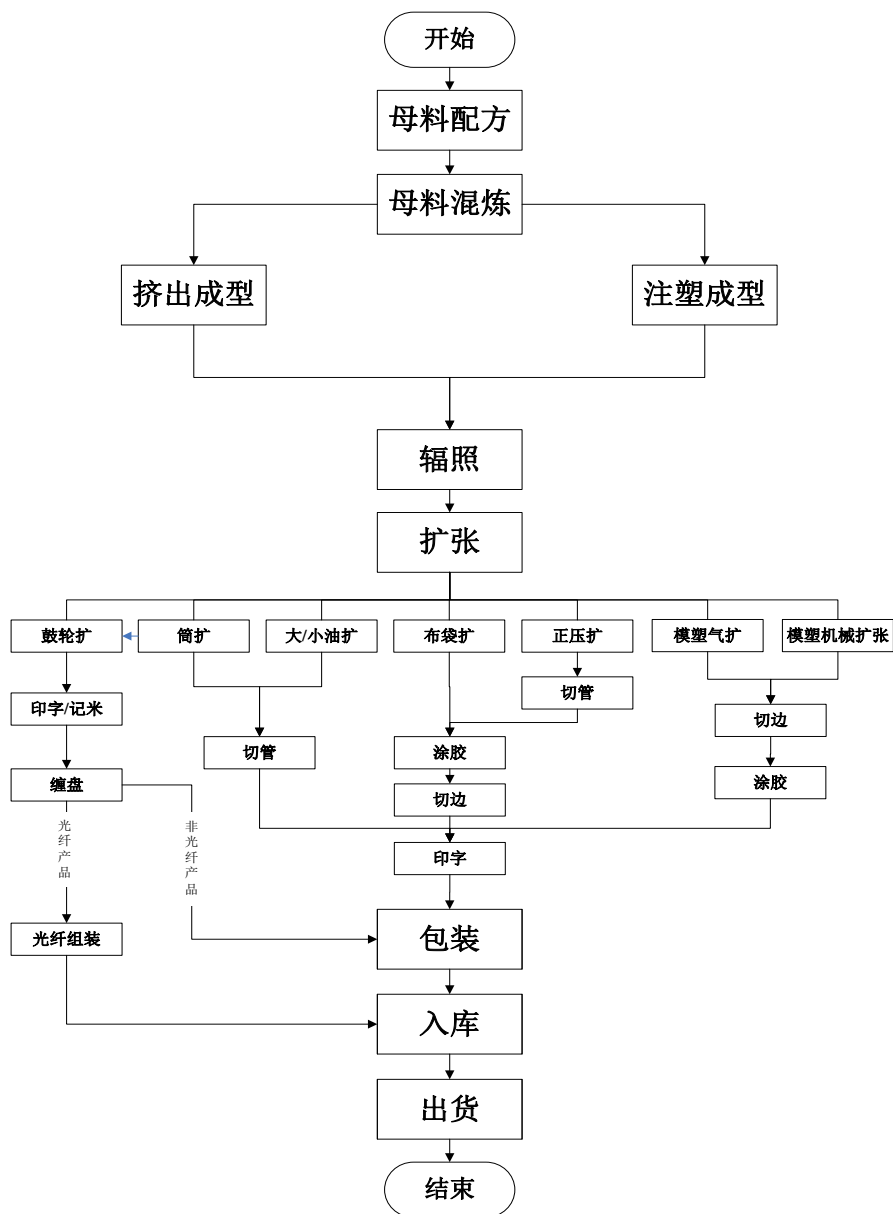 开始
母料配方
母料混炼
挤出成型
注塑成型
辐照
扩张
鼓轮扩
筒扩
大/小油扩
布袋扩
正压扩
模塑气扩
模塑机械扩张
切管
印字/记米
切边
切管
涂胶
缠盘
涂胶
切边
光纤产品
非光纤产品
印字
光纤组装
包装
入库
出货
结束